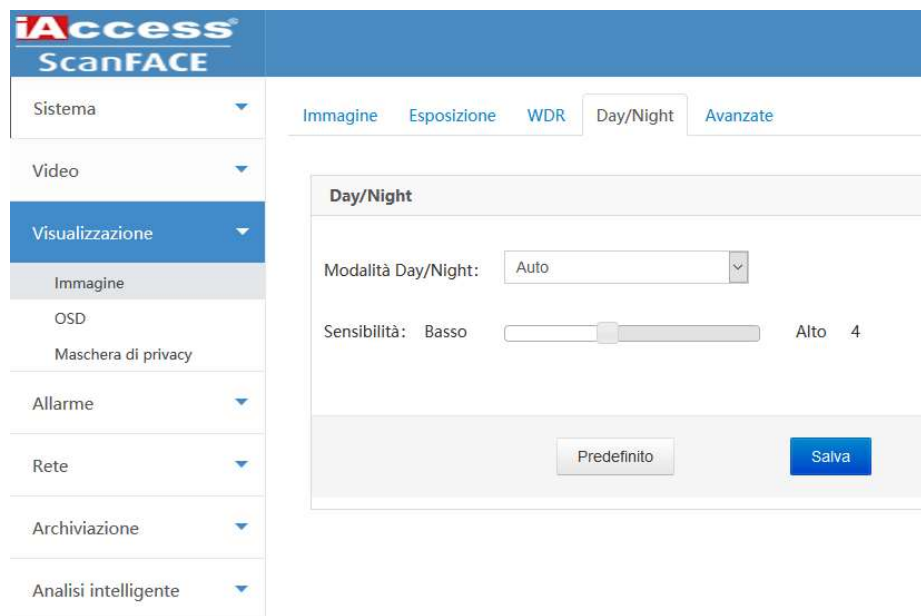 iAccess
ScanFACE
Sistema
Video
Visualizzazione
Immagine
OSD
Maschera di privacy
Allarme
Rete
Archiviazione
Analisi intelligente
Immagine Esposizione WDR Day/Night Avanzate
Day/Night
Modalità Day/Night: Auto
Sensibilità: Basso Alto 4
Predefinito Salva